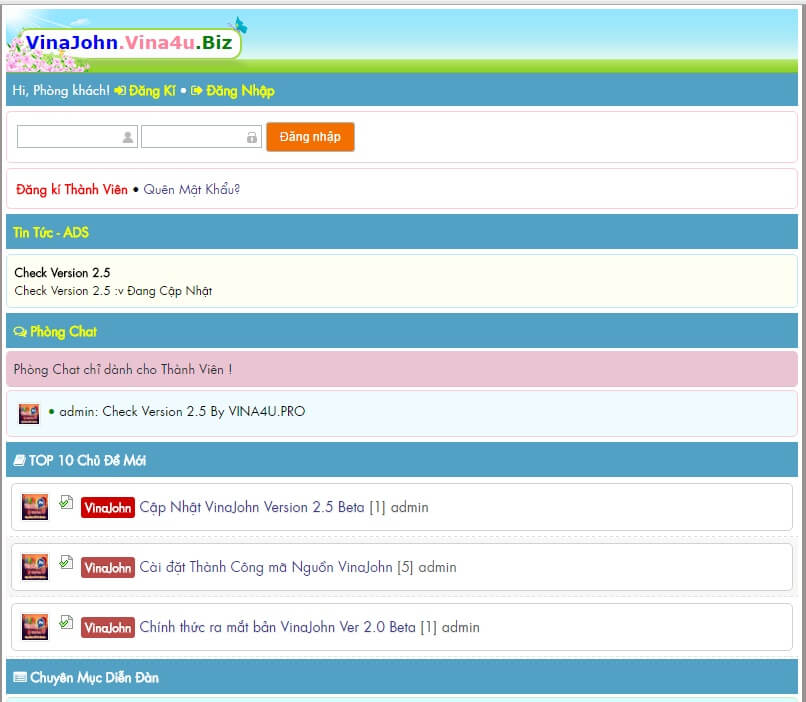 VinaJohn.Vina4u.Biz
Hi, Phòng khách! Đăng Kí • Đăng Nhập
Đăng nhập
Đăng kí Thành Viên • Quên Mật Khẩu?
Tin Tức - ADS
Check Version 2.5
Check Version 2.5 :v Đang Cập Nhật
Phòng Chat
Phòng Chat chỉ dành cho Thành Viên !
• admin: Check Version 2.5 By VINA4U.PRO
TOP 10 Chủ Đề Mới
VinaJohn Cập Nhật VinaJohn Version 2.5 Beta [1] admin
VinaJohn Cài đặt Thành Công mã Nguồn VinaJohn [5] admin
VinaJohn Chính thức ra mắt bản VinaJohn Ver 2.0 Beta [1] admin
Chuyên Mục Diễn Đàn